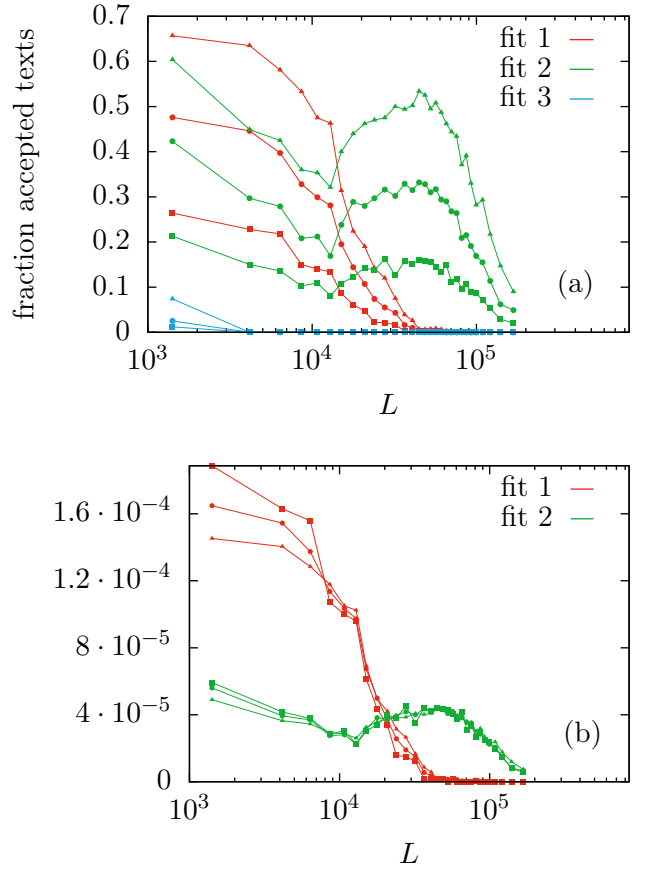 fraction accepted texts
0.7
0.6
0.5
0.4
0.3
0.2
0.1
0
fit 1
fit 2
fit 3
(a)
10^3 10^4 10^5
L
1.6 · 10^-4
1.2 · 10^-4
8 · 10^-5
4 · 10^-5
0
fit 1
fit 2
(b)
10^3 10^4 10^5
L